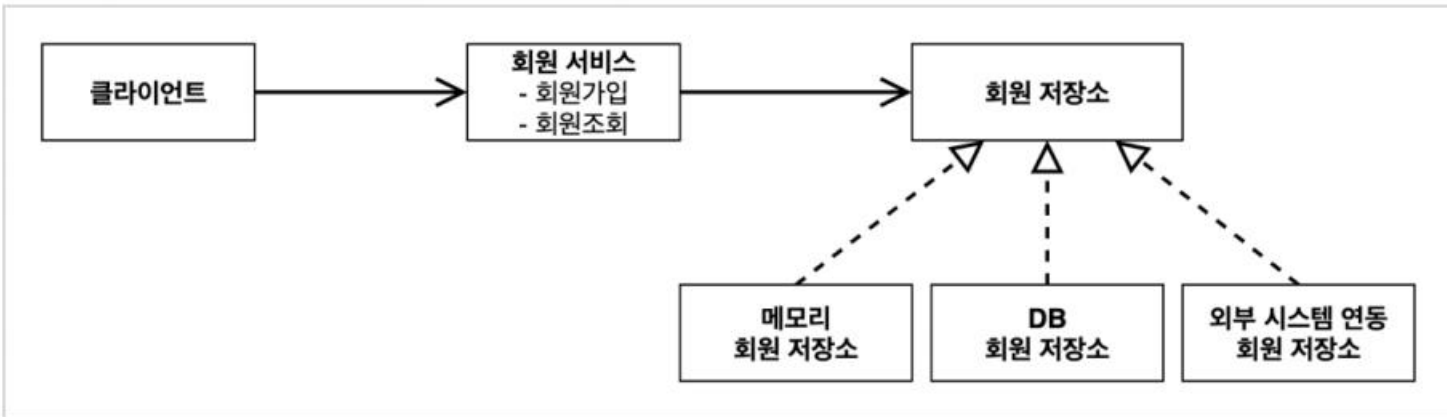 클라이언트
회원 서비스
- 회원가입
- 회원조회
회원 저장소
메모리
회원 저장소
DB
회원 저장소
외부 시스템 연동
회원 저장소